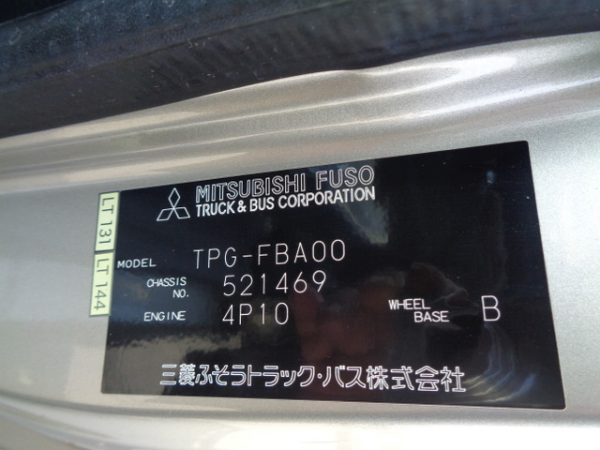 MITSUBISHI FUSO
TRUCK & BUS CORPORATION
LT 131
LT 144
MODEL TPG-FBA00
CHASSIS NO. 521469
ENGINE 4P10
WHEEL BASE B
三菱ふそうトラック・バス株式会社